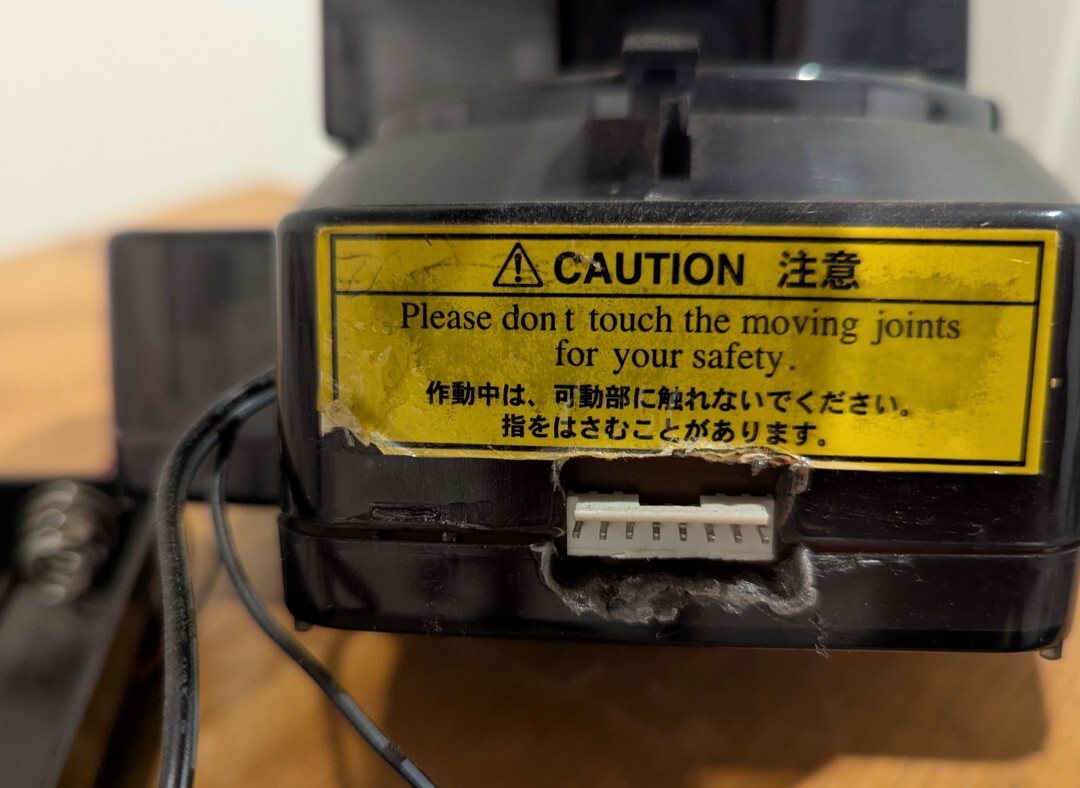 ⚠ CAUTION 注意
Please don t touch the moving joints
for your safety.
作動中は、可動部に触れないでください。
指をはさむことがあります。